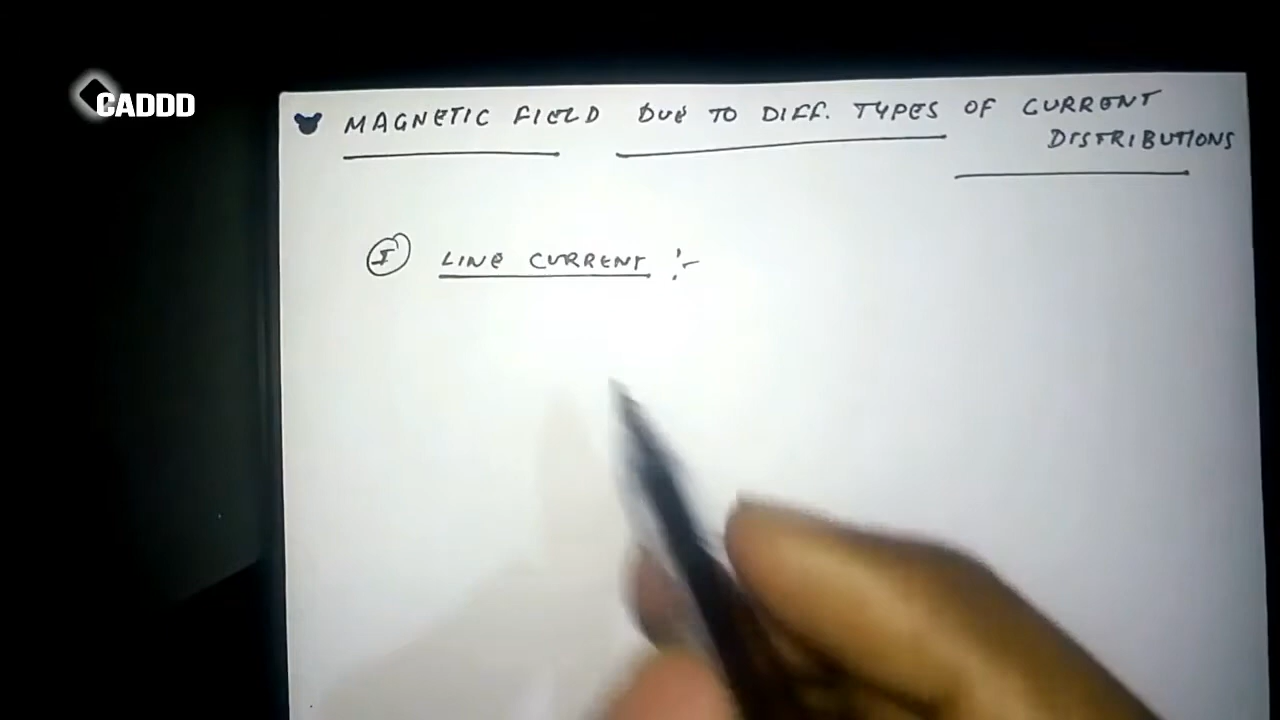 CADDD
MAGNETIC FIELD DUE TO DIFF. TYPES OF CURRENT
DISTRIBUTIONS
I LINE CURRENT :-